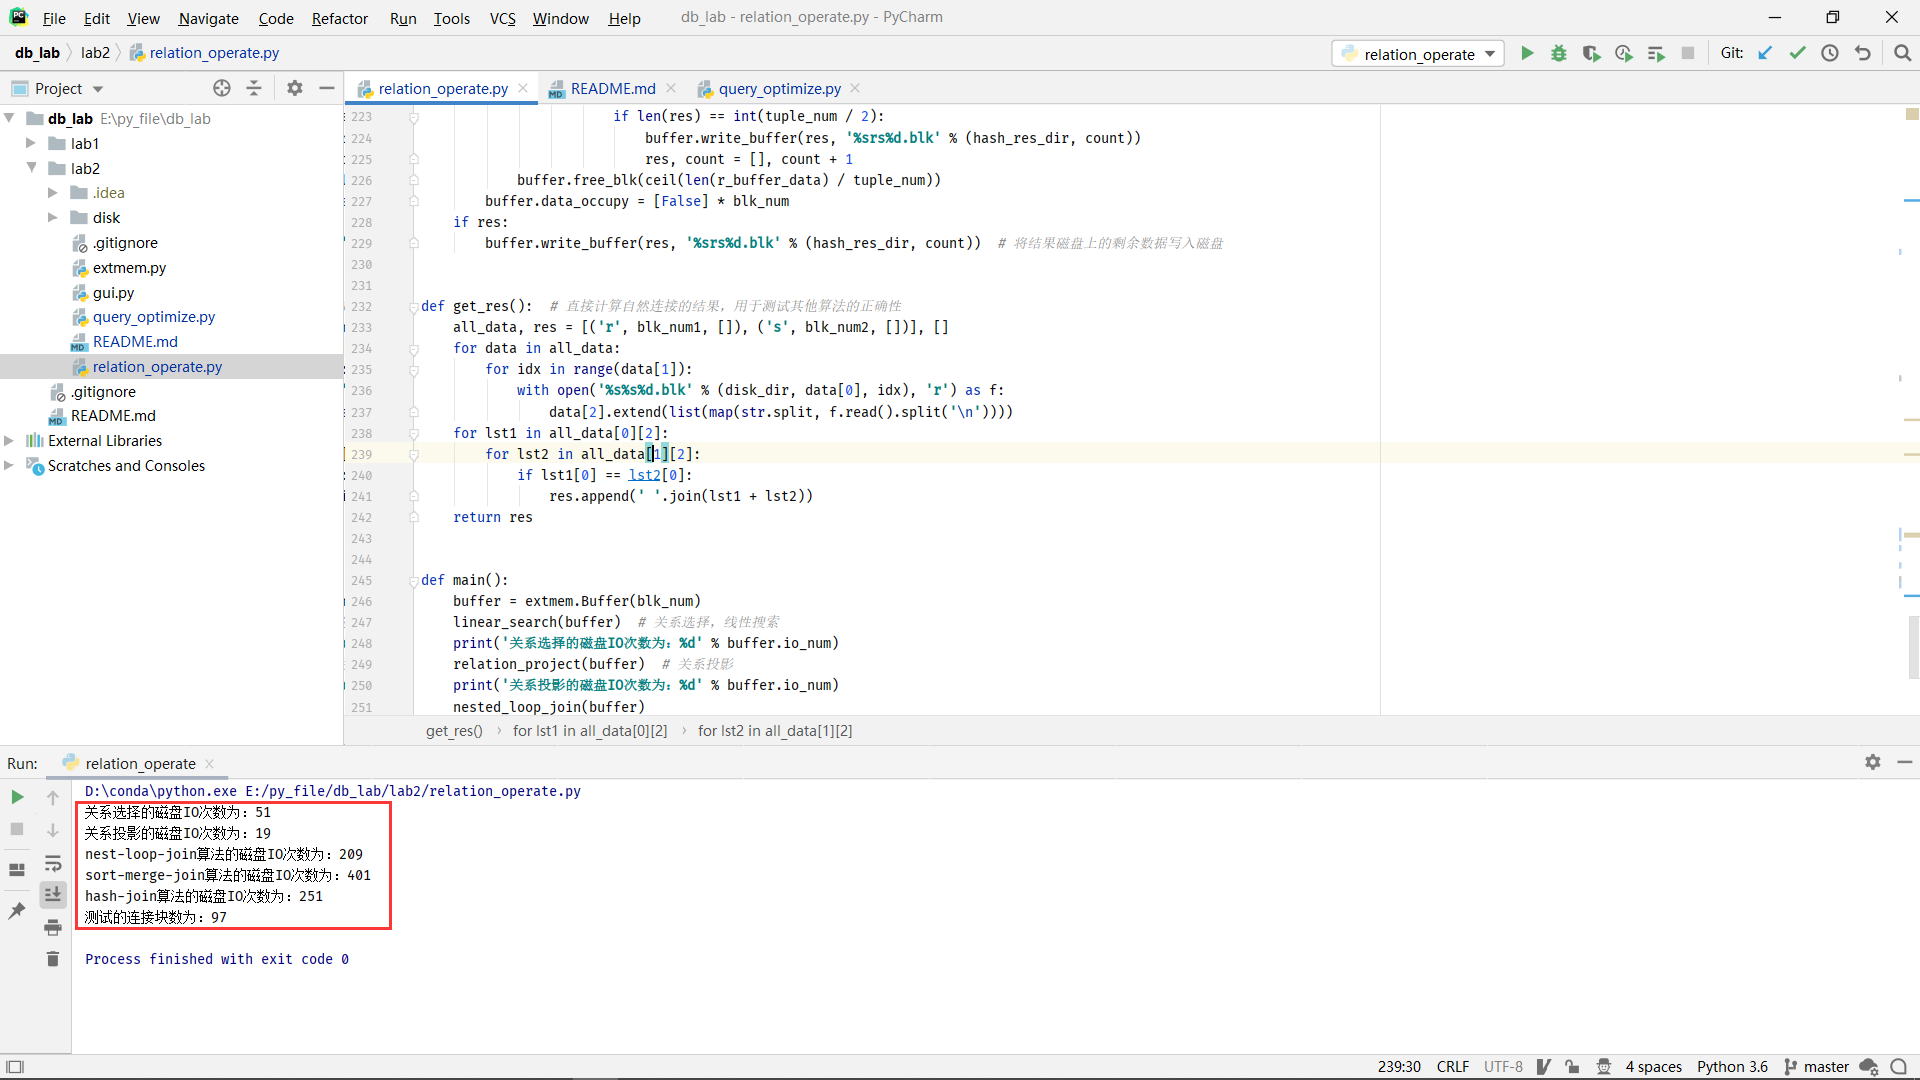 File Edit View Navigate Code Refactor Run Tools VCS Window Help db_lab - relation_operate.py - PyCharm
db_lab lab2 relation_operate.py relation_operate Git:
Project
relation_operate.py README.md query_optimize.py
db_lab E:\py_file\db_lab
lab1
lab2
.idea
disk
.gitignore
extmem.py
gui.py
query_optimize.py
README.md
relation_operate.py
.gitignore
README.md
External Libraries
Scratches and Consoles
223 if len(res) == int(tuple_num / 2):
224 buffer.write_buffer(res, '%srs%d.blk' % (hash_res_dir, count))
225 res, count = [], count + 1
226 buffer.free_blk(ceil(len(r_buffer_data) / tuple_num))
227 buffer.data_occupy = [False] * blk_num
228 if res:
229 buffer.write_buffer(res, '%srs%d.blk' % (hash_res_dir, count)) # 将结果磁盘上的剩余数据写入磁盘
230
231
232 def get_res(): # 直接计算自然连接的结果，用于测试其他算法的正确性
233 all_data, res = [('r', blk_num1, []), ('s', blk_num2, [])], []
234 for data in all_data:
235 for idx in range(data[1]):
236 with open('%s%s%d.blk' % (disk_dir, data[0], idx), 'r') as f:
237 data[2].extend(list(map(str.split, f.read().split('\n'))))
238 for lst1 in all_data[0][2]:
239 for lst2 in all_data[1][2]:
240 if lst1[0] == lst2[0]:
241 res.append(' '.join(lst1 + lst2))
242 return res
243
244
245 def main():
246 buffer = extmem.Buffer(blk_num)
247 linear_search(buffer) # 关系选择，线性搜索
248 print('关系选择的磁盘IO次数为：%d' % buffer.io_num)
249 relation_project(buffer) # 关系投影
250 print('关系投影的磁盘IO次数为：%d' % buffer.io_num)
251 nested_loop_join(buffer)
get_res() › for lst1 in all_data[0][2] › for lst2 in all_data[1][2]
Run: relation_operate
D:\conda\python.exe E:/py_file/db_lab/lab2/relation_operate.py
关系选择的磁盘IO次数为：51
关系投影的磁盘IO次数为：19
nest-loop-join算法的磁盘IO次数为：209
sort-merge-join算法的磁盘IO次数为：401
hash-join算法的磁盘IO次数为：251
测试的连接块数为：97
Process finished with exit code 0
239:30 CRLF UTF-8 4 spaces Python 3.6 master